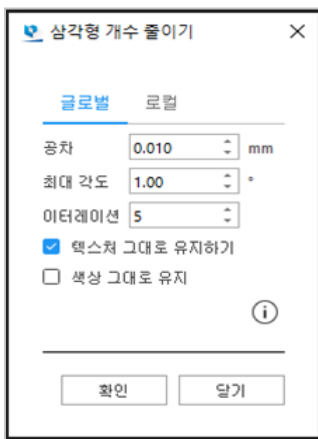 삼각형 개수 줄이기
글로벌 로컬
공차 0.010 mm
최대 각도 1.00 °
이터레이션 5
텍스처 그대로 유지하기
색상 그대로 유지
확인 닫기